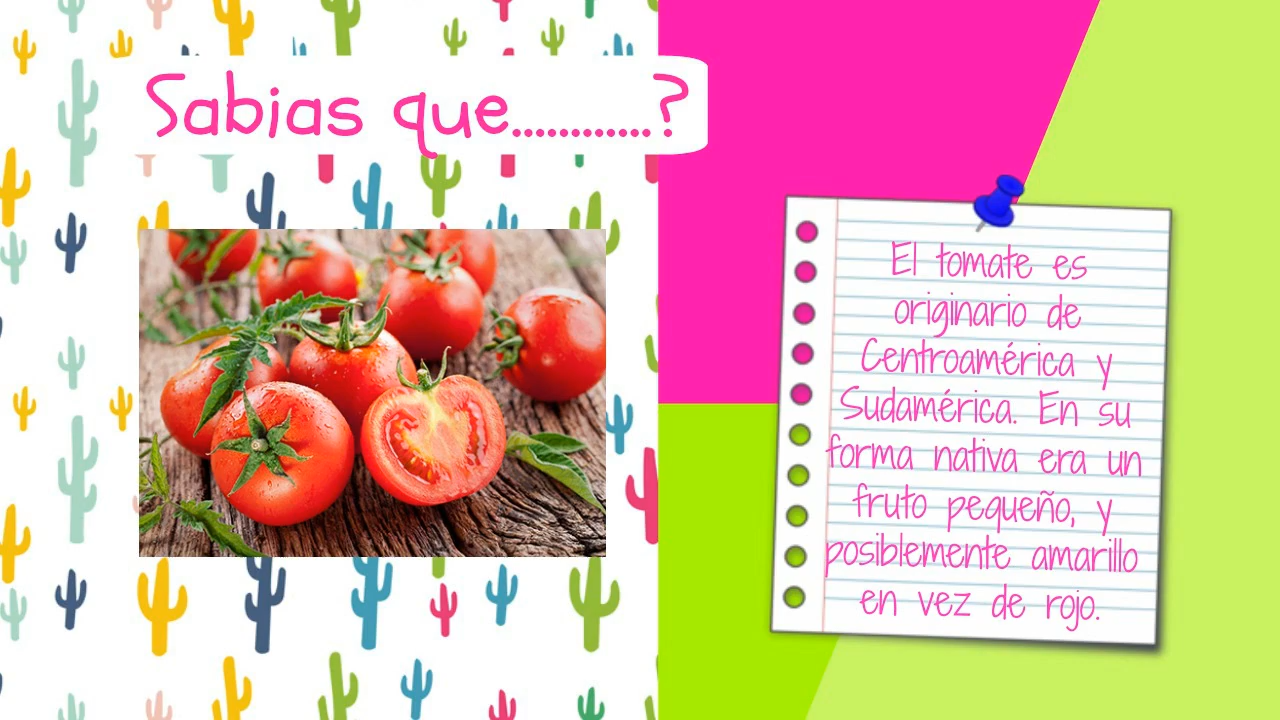 Sabias que............?
El tomate es
originario de
Centroamérica y
Sudamérica. En su
forma nativa era un
fruto pequeño, y
posiblemente amarillo
en vez de rojo.